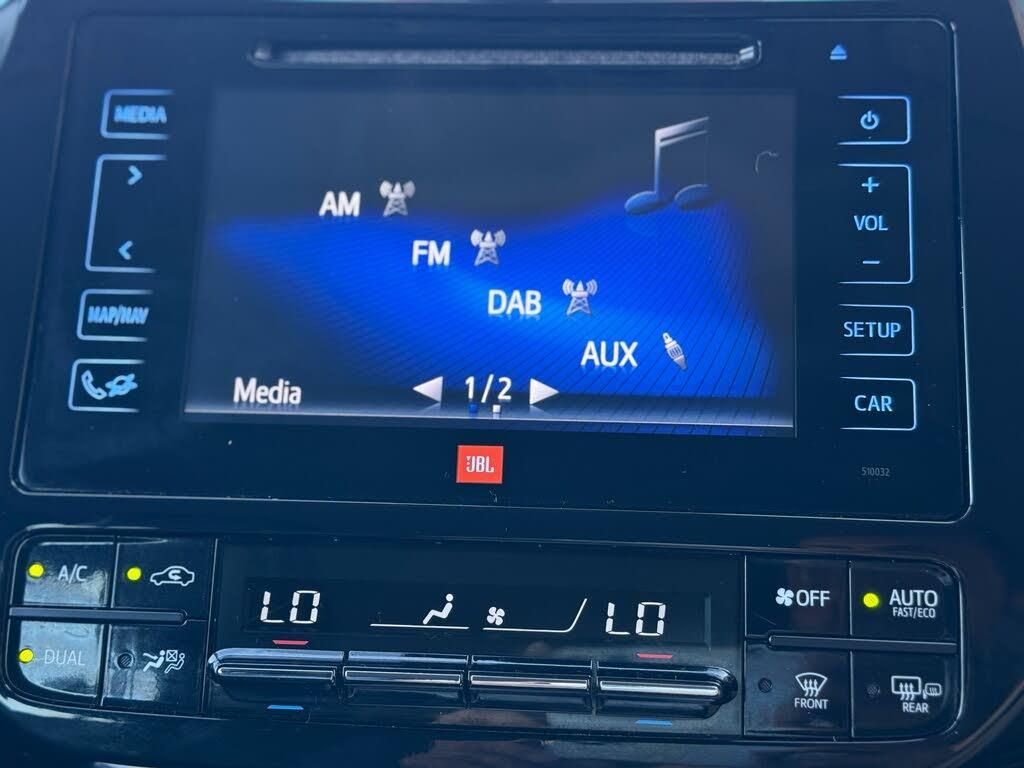 MEDIA
AM
FM
VOL
DAB
MAP/NAV
SETUP
AUX
Media
1/2
CAR
JBL
510032
A/C
LO
LO
OFF
AUTO
FAST/ECO
DUAL
FRONT
REAR